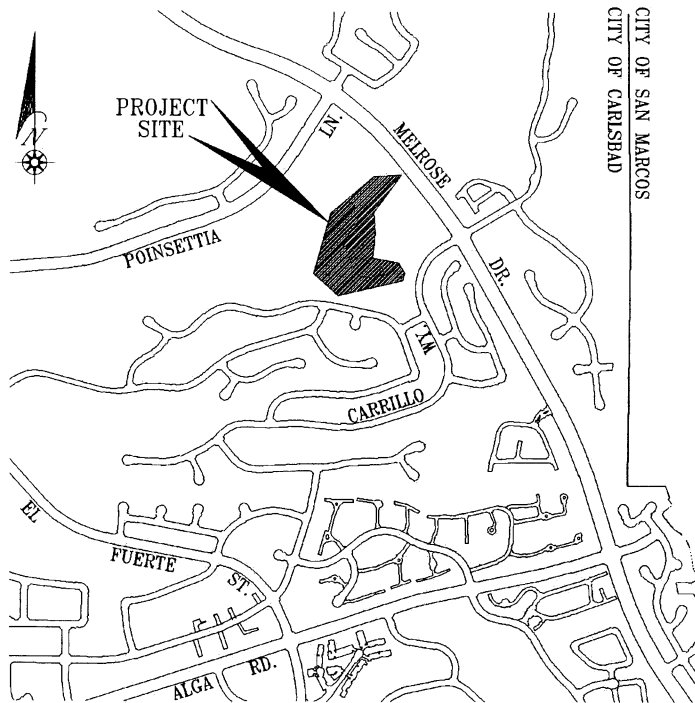 CITY OF SAN MARCOS
CITY OF CARLSBAD
PROJECT
SITE
N
LN.
MELROSE
POINSETTIA
DR.
WY.
CARRILLO
EL
FUERTE
ST.
ALGA
RD.